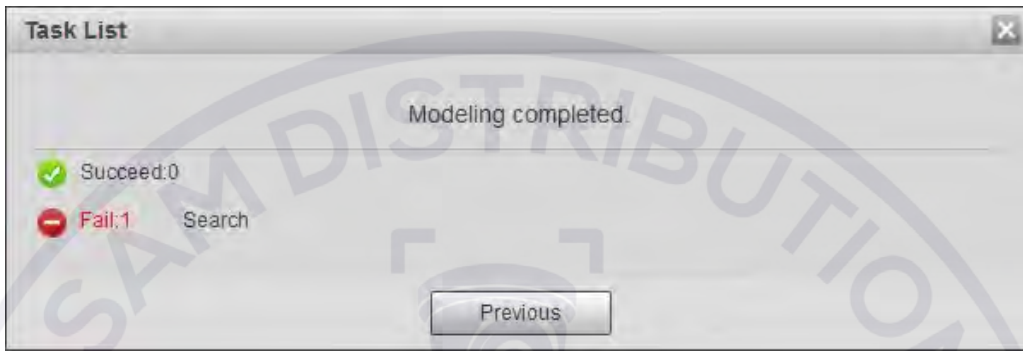 Task List
Modeling completed.
Succeed:0
Fail:1 Search
Previous
SAM DISTRIBUTION